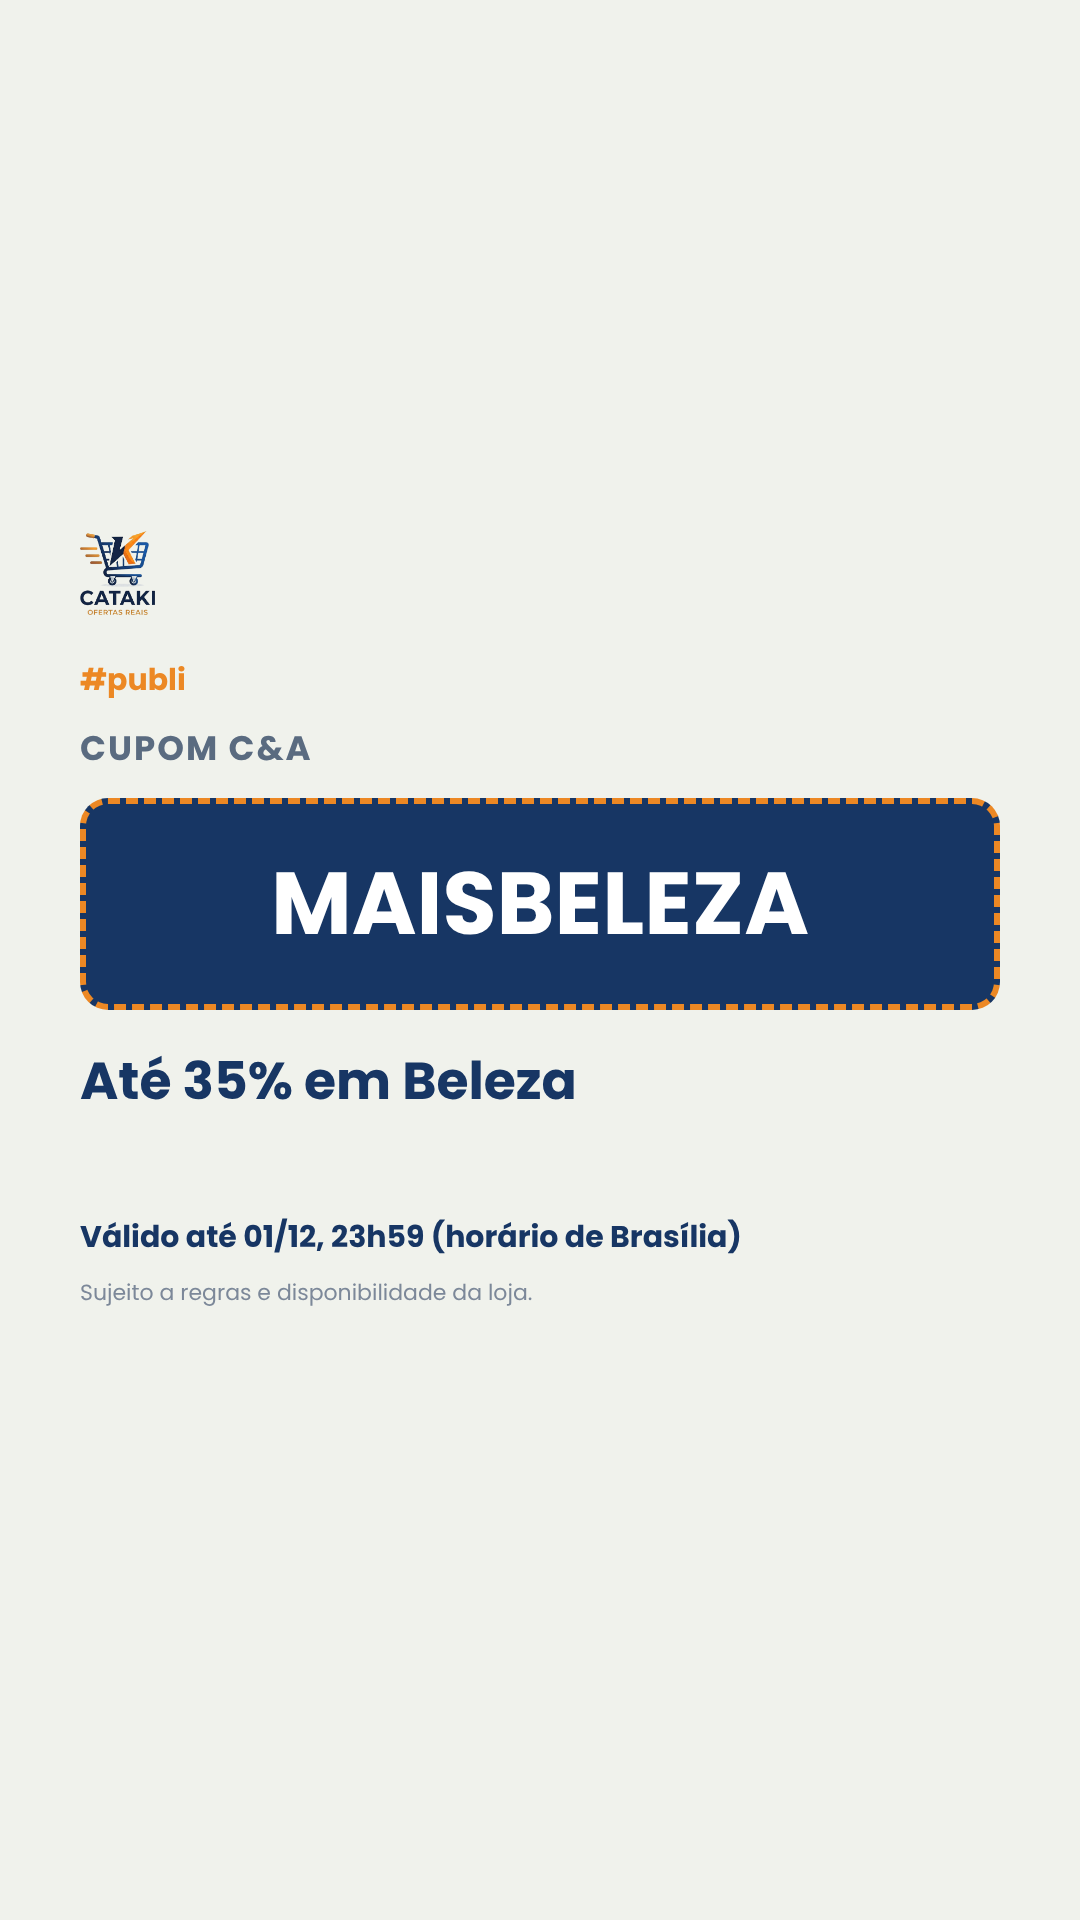 CATAKI
OFERTAS REAIS
#publi
CUPOM C&A
MAISBELEZA
Até 35% em Beleza
Válido até 01/12, 23h59 (horário de Brasília)
Sujeito a regras e disponibilidade da loja.